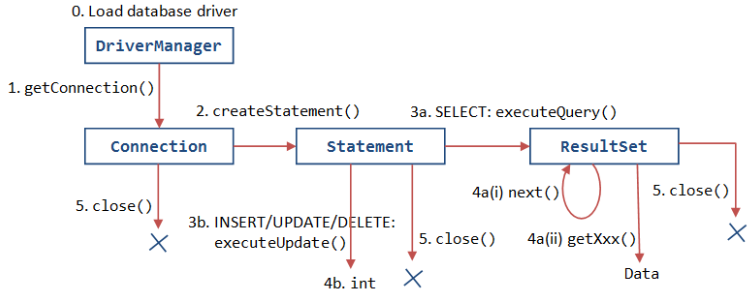 0. Load database driver
DriverManager
1. getConnection()
2. createStatement()
3a. SELECT: executeQuery()
Connection
Statement
ResultSet
5. close()
3b. INSERT/UPDATE/DELETE:
executeUpdate()
4b. int
5. close()
4a(i) next()
4a(ii) getXxx()
Data
5. close()